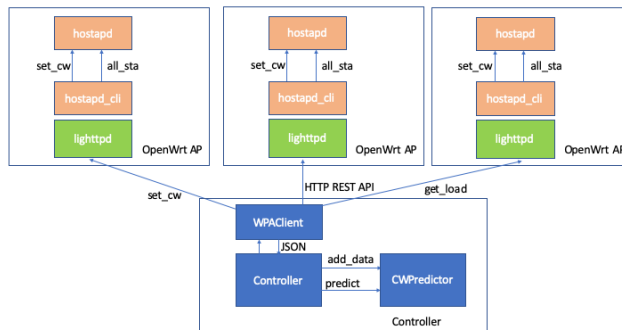 hostapd
set_cw
all_sta
hostapd_cli
lighttpd
OpenWrt AP
hostapd
set_cw
all_sta
hostapd_cli
lighttpd
OpenWrt AP
hostapd
set_cw
all_sta
hostapd_cli
lighttpd
OpenWrt AP
set_cw
HTTP REST API
get_load
WPAClient
JSON
Controller
add_data
predict
CWPredictor
Controller